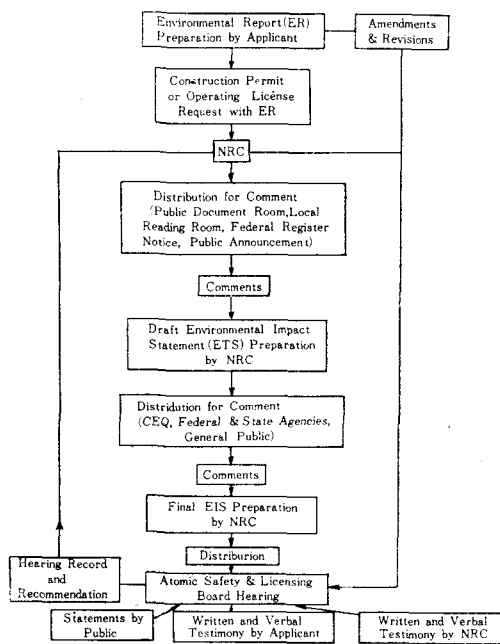 Environmental Report (ER)
Preparation by Applicant
Amendments
& Revisions
Construction Permit
or Operating License
Request with ER
NRC
Distribution for Comment
(Public Document Room, Local
Reading Room, Federal Register
Notice, Public Announcement)
Comments
Draft Environmental Impact
Statement (ETS) Preparation
by NRC
Distridution for Comment
(CEQ, Federal & State Agencies,
General Public)
Comments
Final EIS Preparation
by NRC
Distriburion
Hearing Record
and
Recommendation
Atomic Safety & Licensing
Board Hearing
Statements by
Public
Written and Verbal
Testimony by Applicant
Written and Verbal
Testimony by NRC